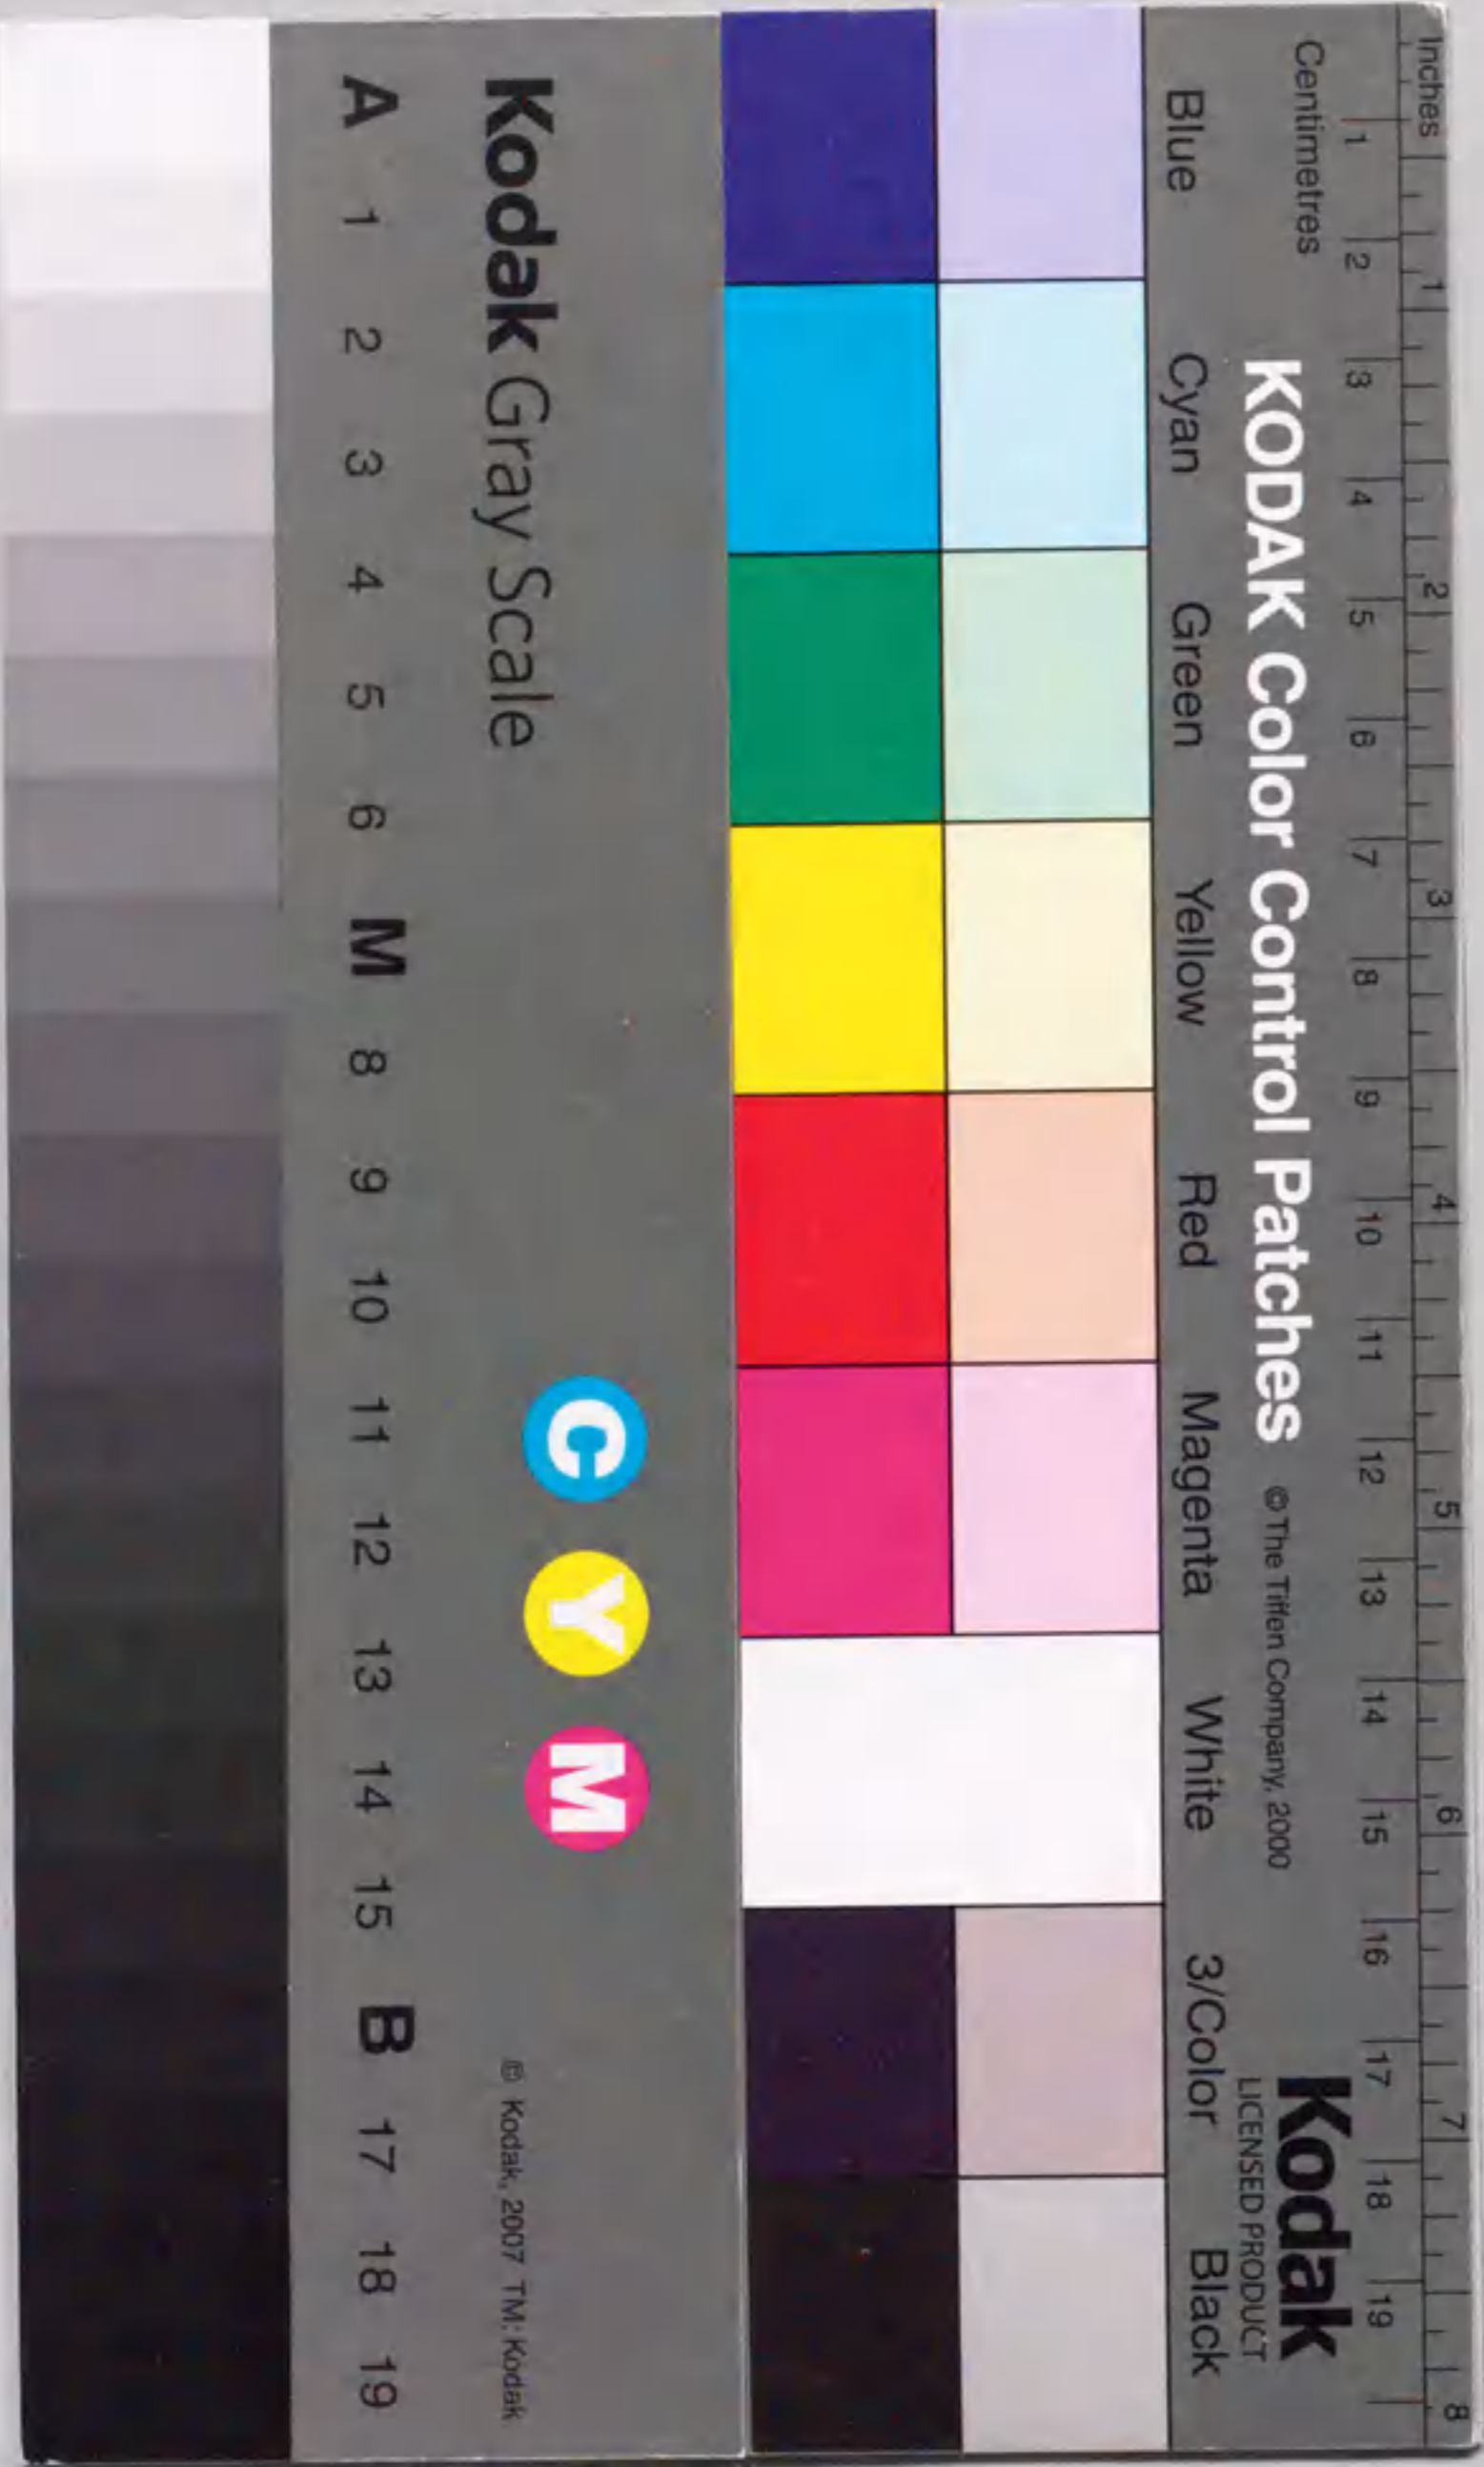 Inches 1 2 3 4 5 6 7 8
Centimetres 1 2 3 4 5 6 7 8 9 10 11 12 13 14 15 16 17 18 19
KODAK Color Control Patches © The Tiffen Company, 2000
Kodak
LICENSED PRODUCT
Blue Cyan Green Yellow Red Magenta White 3/Color Black
Kodak Gray Scale
C Y M
© Kodak, 2007 TM: Kodak
A 1 2 3 4 5 6 M 8 9 10 11 12 13 14 15 B 17 18 19